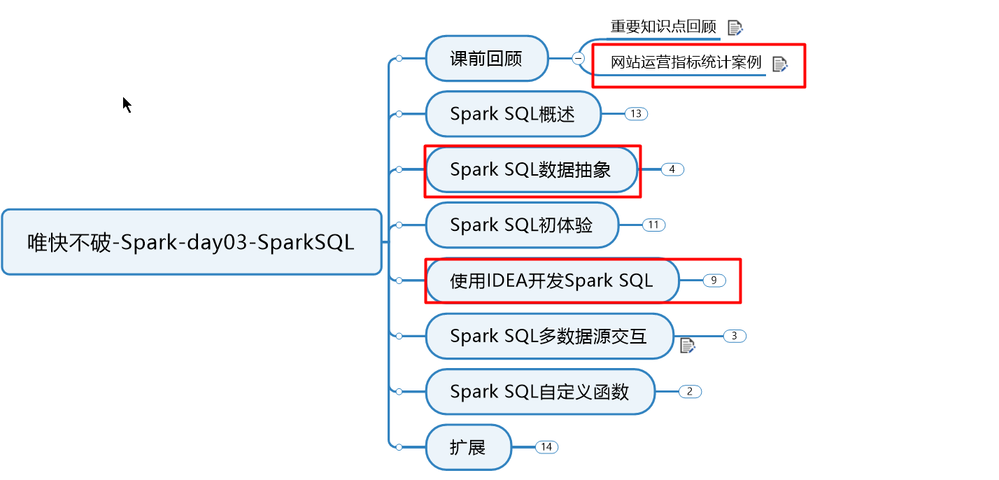 重要知识点回顾
课前回顾
网站运营指标统计案例
Spark SQL概述
13
Spark SQL数据抽象
4
Spark SQL初体验
11
唯快不破-Spark-day03-SparkSQL
使用IDEA开发Spark SQL
9
Spark SQL多数据源交互
3
Spark SQL自定义函数
2
扩展
14